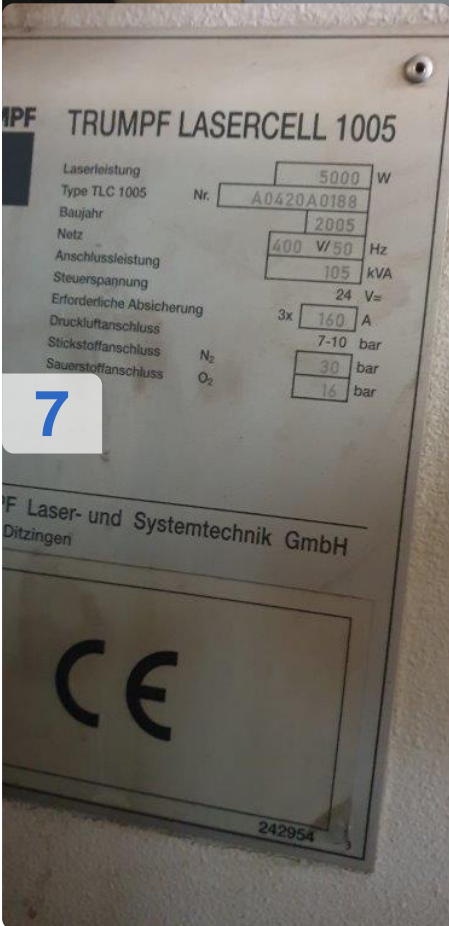 MPF TRUMPF LASERCELL 1005
Laserleistung 5000 W
Type TLC 1005 Nr. A0420A0188
Baujahr 2005
Netz 400 V/50 Hz
Anschlussleistung 105 kVA
Steuerspannung 24 V=
Erforderliche Absicherung 3x 160 A
Druckluftanschluss 7-10 bar
Stickstoffanschluss N₂ 30 bar
Sauerstoffanschluss O₂ 16 bar
7
PF Laser- und Systemtechnik GmbH
Ditzingen
CE
242954